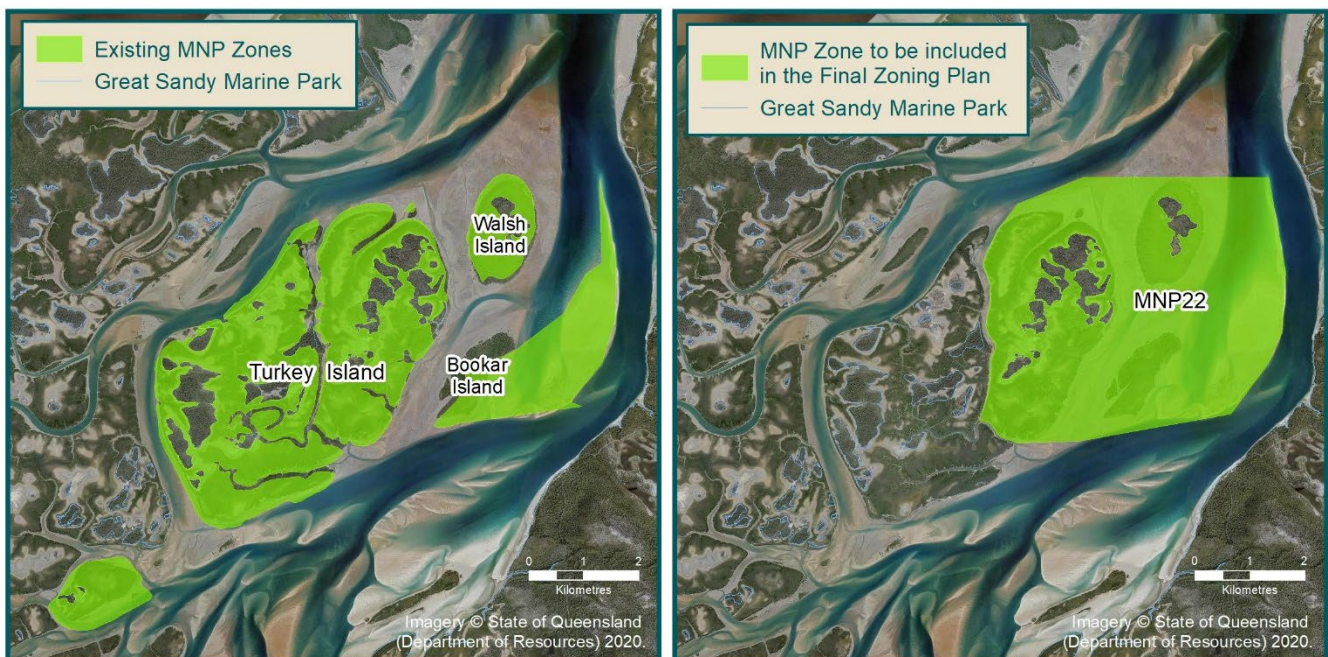 Existing MNP Zones
Great Sandy Marine Park
Walsh
Island
Turkey Island
Bookar
Island
0 2
Kilometres
Imagery © State of Queensland
(Department of Resources) 2020.
MNP Zone to be included
in the Final Zoning Plan
Great Sandy Marine Park
MNP22
0 2
Kilometres
Imagery © State of Queensland
(Department of Resources) 2020.